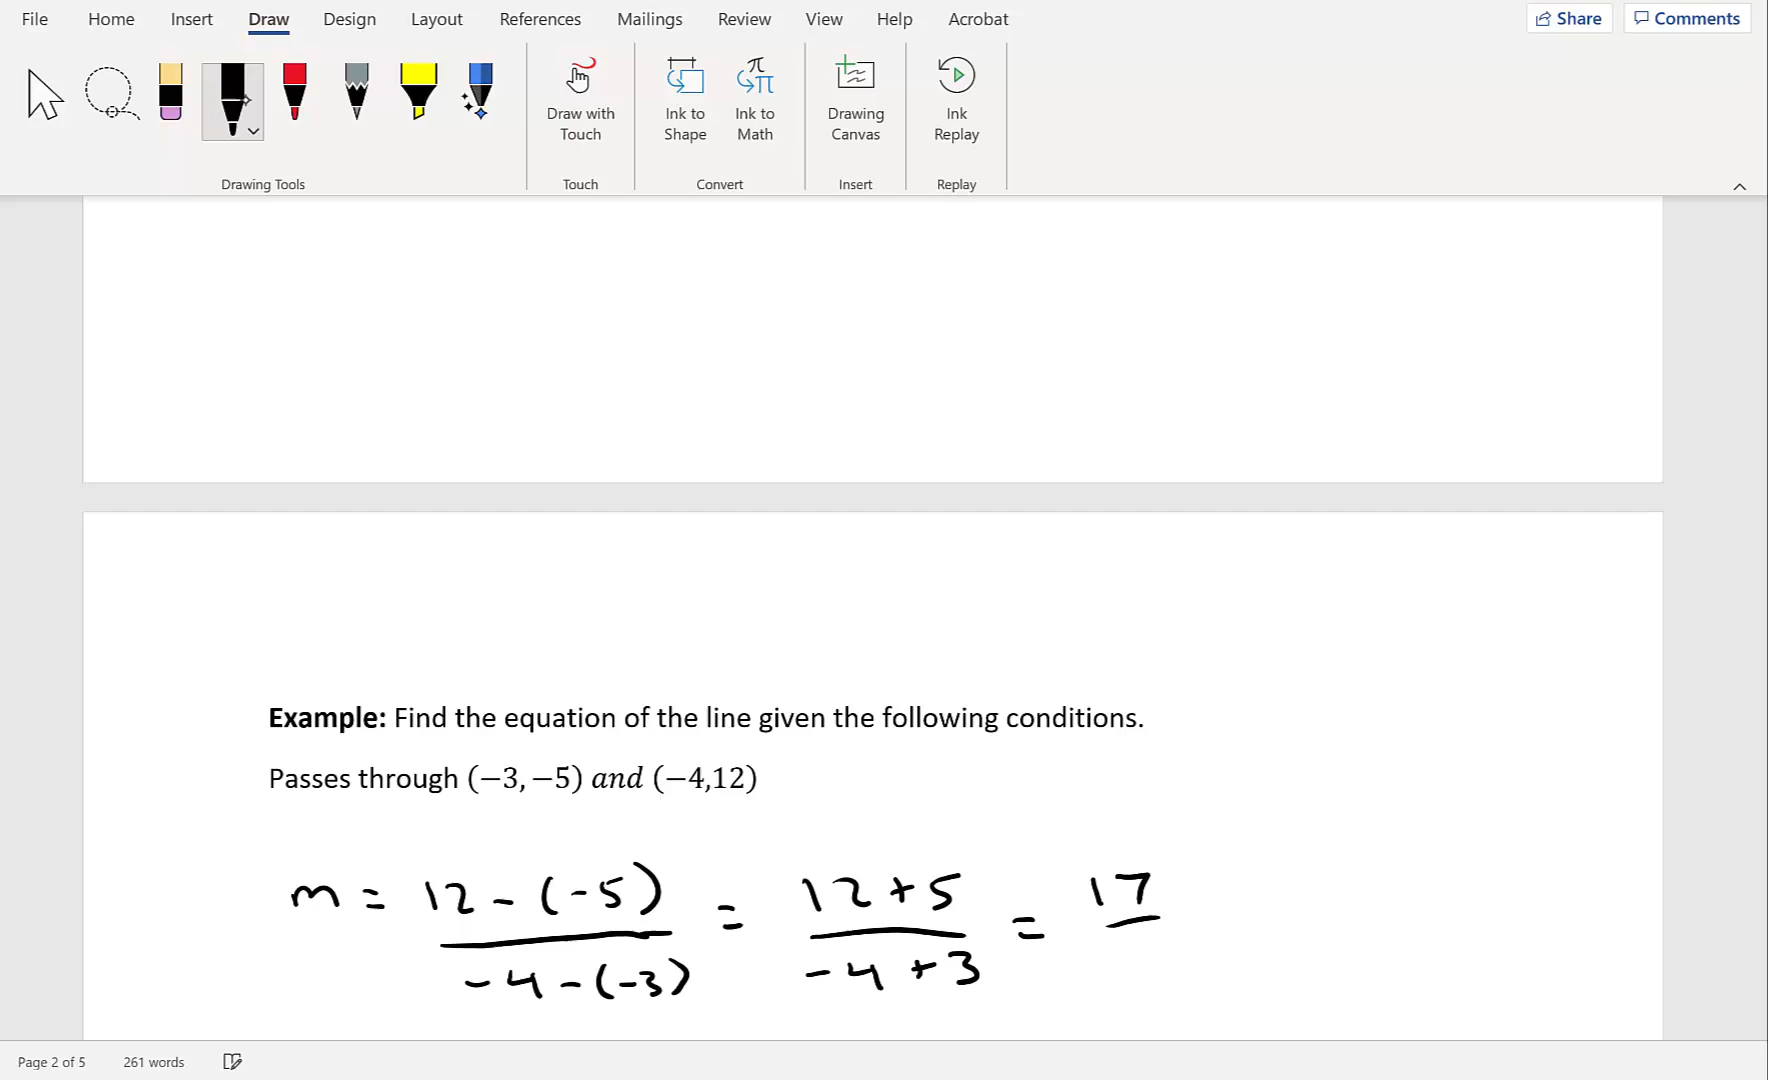 File Home Insert Draw Design Layout References Mailings Review View Help Acrobat Share Comments
Draw with Touch
Ink to Shape
Ink to Math
Drawing Canvas
Ink Replay
Drawing Tools Touch Convert Insert Replay
Example: Find the equation of the line given the following conditions.
Passes through (−3, −5) and (−4,12)
m = 12 - (-5) / -4 - (-3) = 12 + 5 / -4 + 3 = 17 /
Page 2 of 5 261 words